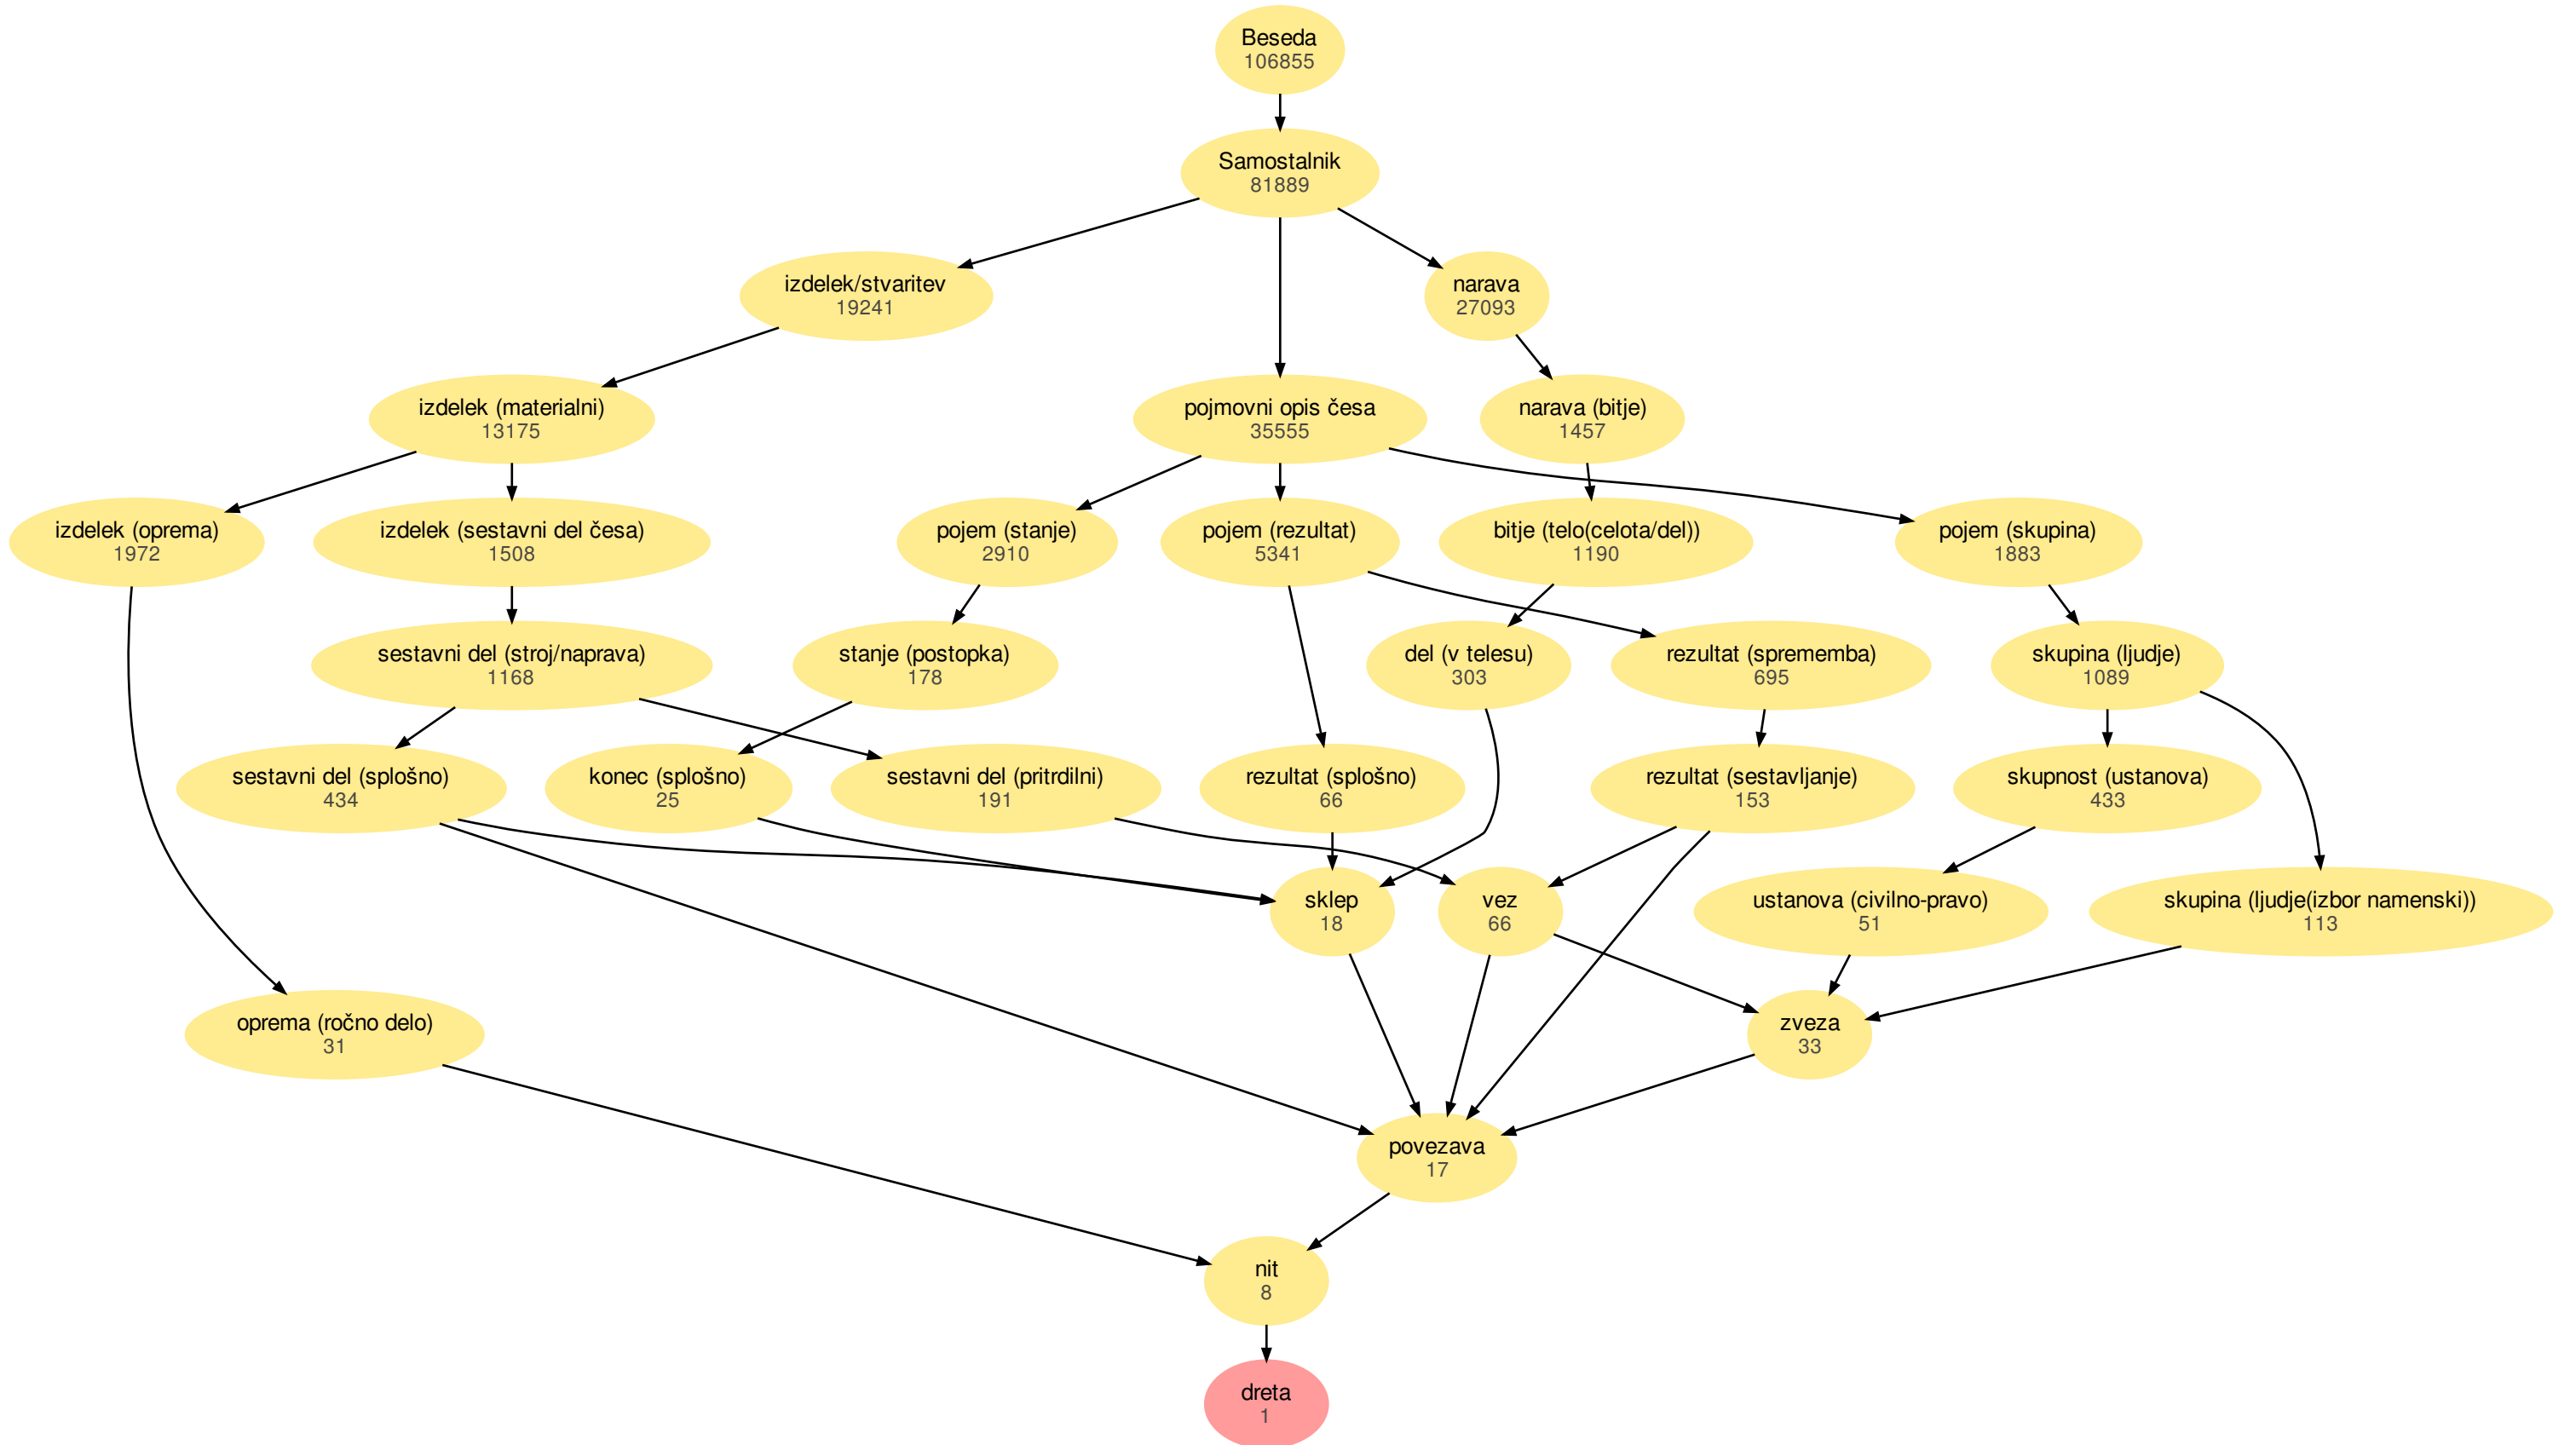 Beseda
106855
Samostalnik
81889
izdelek/stvaritev
19241
narava
27093
izdelek (materialni)
13175
pojmovni opis česa
35555
narava (bitje)
1457
izdelek (oprema)
1972
izdelek (sestavni del česa)
1508
pojem (stanje)
2910
pojem (rezultat)
5341
bitje (telo(celota/del))
1190
pojem (skupina)
1883
sestavni del (stroj/naprava)
1168
stanje (postopka)
178
del (v telesu)
303
rezultat (sprememba)
695
skupina (ljudje)
1089
sestavni del (splošno)
434
konec (splošno)
25
sestavni del (pritrdilni)
191
rezultat (splošno)
66
rezultat (sestavljanje)
153
skupnost (ustanova)
433
sklep
18
vez
66
ustanova (civilno-pravo)
51
skupina (ljudje(izbor namenski))
113
oprema (ročno delo)
31
zveza
33
povezava
17
nit
8
dreta
1